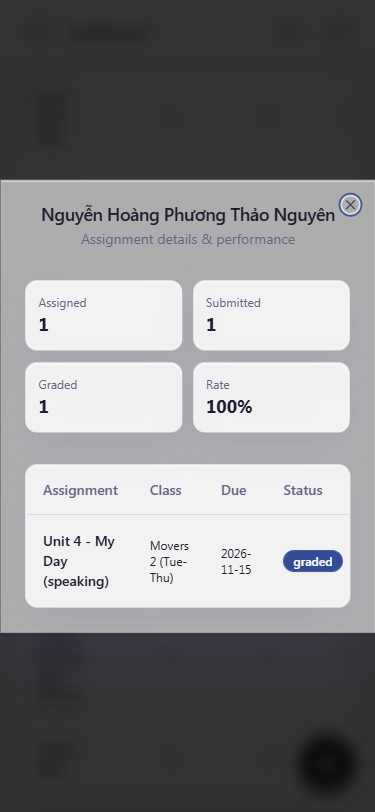 Nguyễn Hoàng Phương Thảo Nguyên
Assignment details & performance
Assigned
1
Submitted
1
Graded
1
Rate
100%
Assignment Class Due Status
Unit 4 - My
Day
(speaking)
Movers
2 (Tue-
Thu)
2026-
11-15
graded